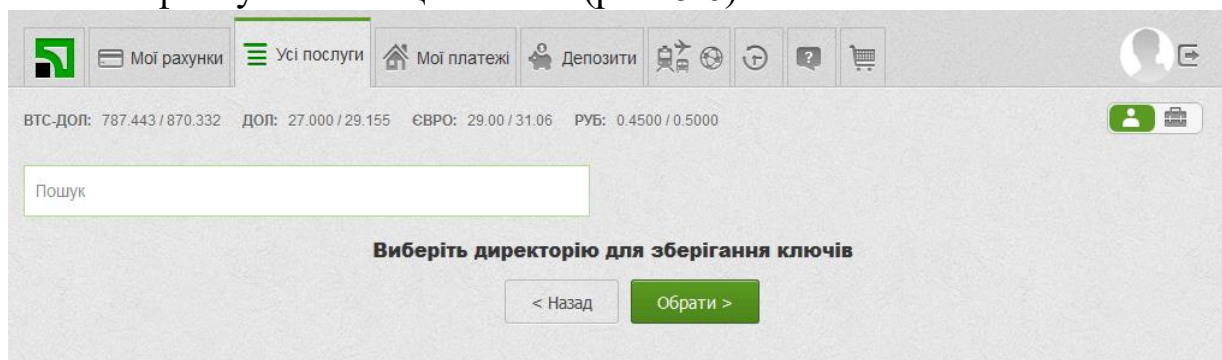 Мої рахунки Усі послуги Мої платежі Депозити
BTC-ДОЛ: 787.443 / 870.332 ДОЛ: 27.000 / 29.155 ЄВРО: 29.00 / 31.06 РУБ: 0.4500 / 0.5000
Пошук
Виберіть директорію для зберігання ключів
< Назад Обрати >